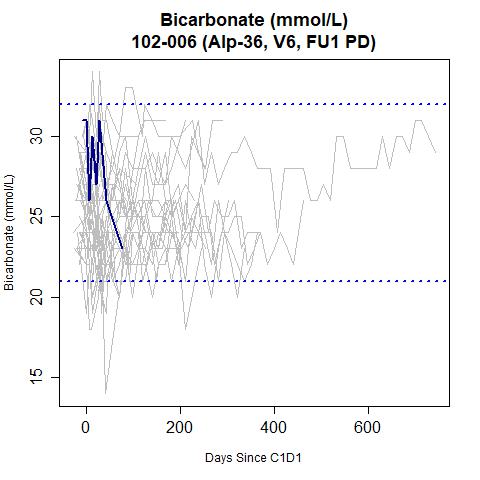 Bicarbonate (mmol/L)
102-006 (Alp-36, V6, FU1 PD)
Bicarbonate (mmol/L)
30
25
20
15
0
200
400
600
Days Since C1D1